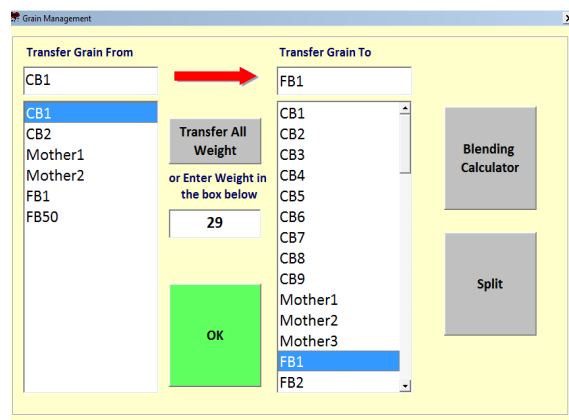 Grain Management
Transfer Grain From
CB1
CB1
CB2
Mother1
Mother2
FB1
FB50
Transfer All
Weight
or Enter Weight in
the box below
29
OK
Transfer Grain To
FB1
CB1
CB2
CB3
CB4
CB5
CB6
CB7
CB8
CB9
Mother1
Mother2
Mother3
FB1
FB2
Blending
Calculator
Split